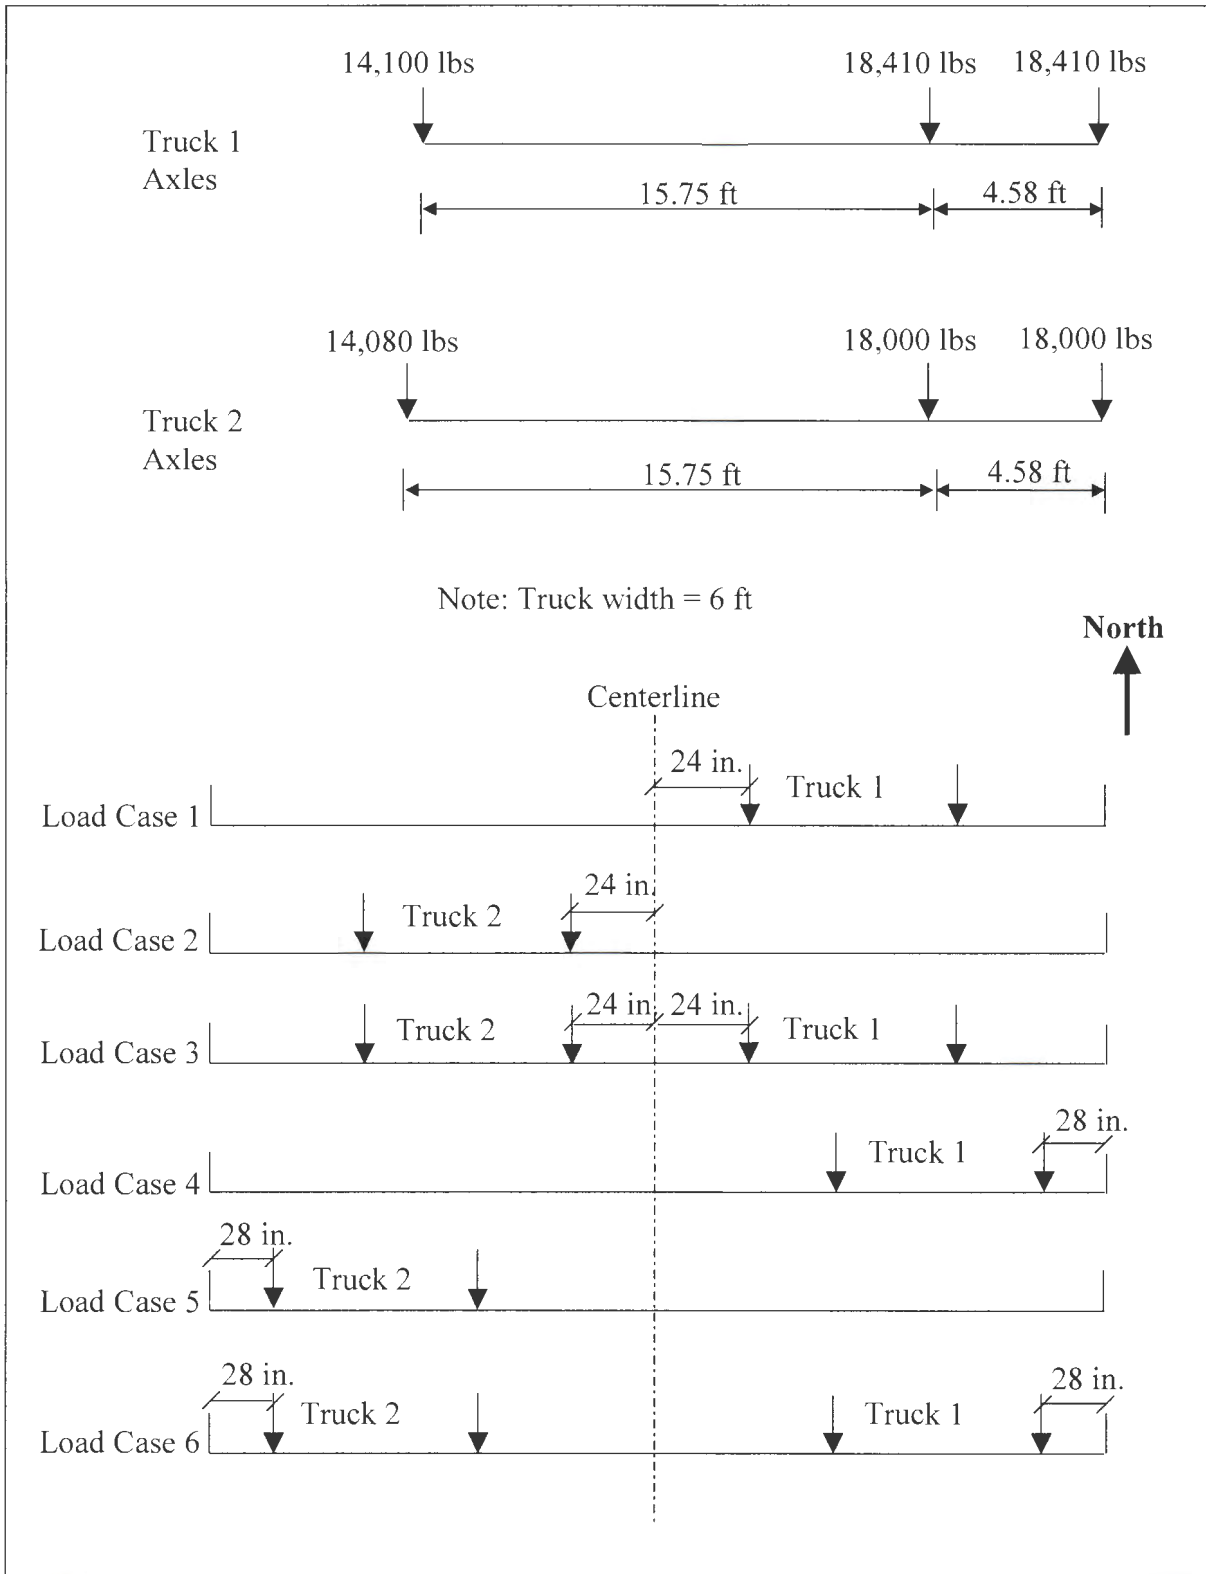 14,100 lbs 18,410 lbs 18,410 lbs
Truck 1
Axles
15.75 ft 4.58 ft
14,080 lbs 18,000 lbs 18,000 lbs
Truck 2
Axles
15.75 ft 4.58 ft
Note: Truck width = 6 ft
North
Centerline
24 in. Truck 1
Load Case 1
24 in.
Truck 2
Load Case 2
24 in. 24 in.
Truck 2 Truck 1
Load Case 3
28 in.
Truck 1
Load Case 4
28 in.
Truck 2
Load Case 5
28 in. 28 in.
Truck 2 Truck 1
Load Case 6